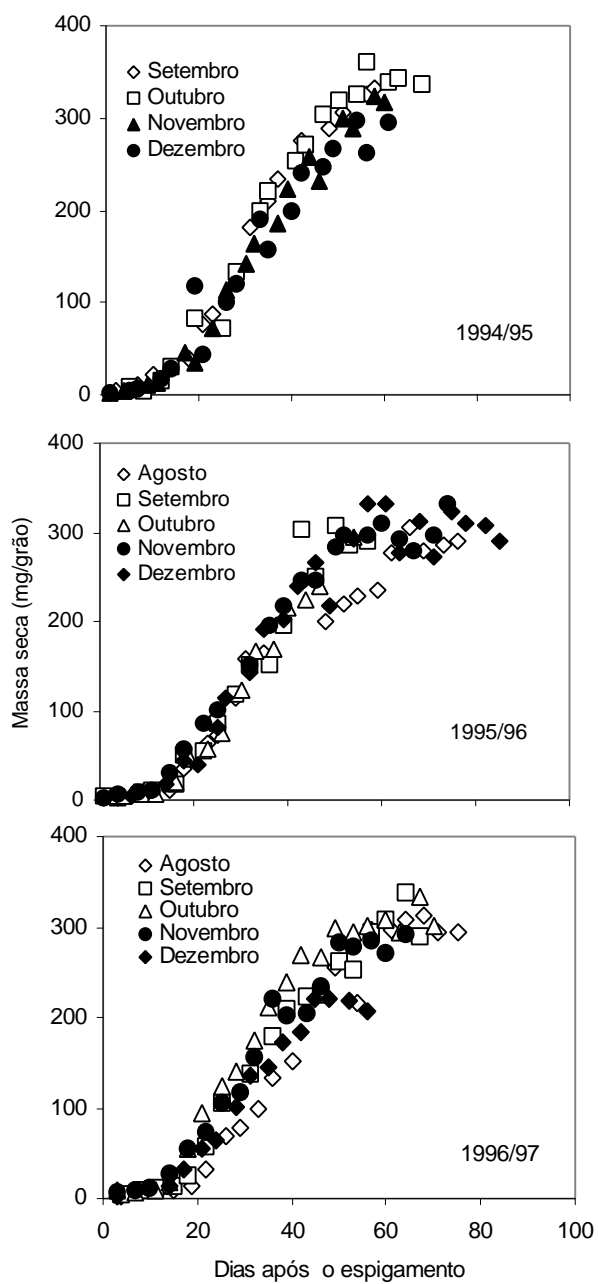 400
300
200
100
0
Setembro
Outubro
Novembro
Dezembro
1994/95
Massa seca (mg/grão)
400
300
200
100
0
Agosto
Setembro
Outubro
Novembro
Dezembro
1995/96
400
300
200
100
0
Agosto
Setembro
Outubro
Novembro
Dezembro
1996/97
0 20 40 60 80 100
Dias após o espigamento